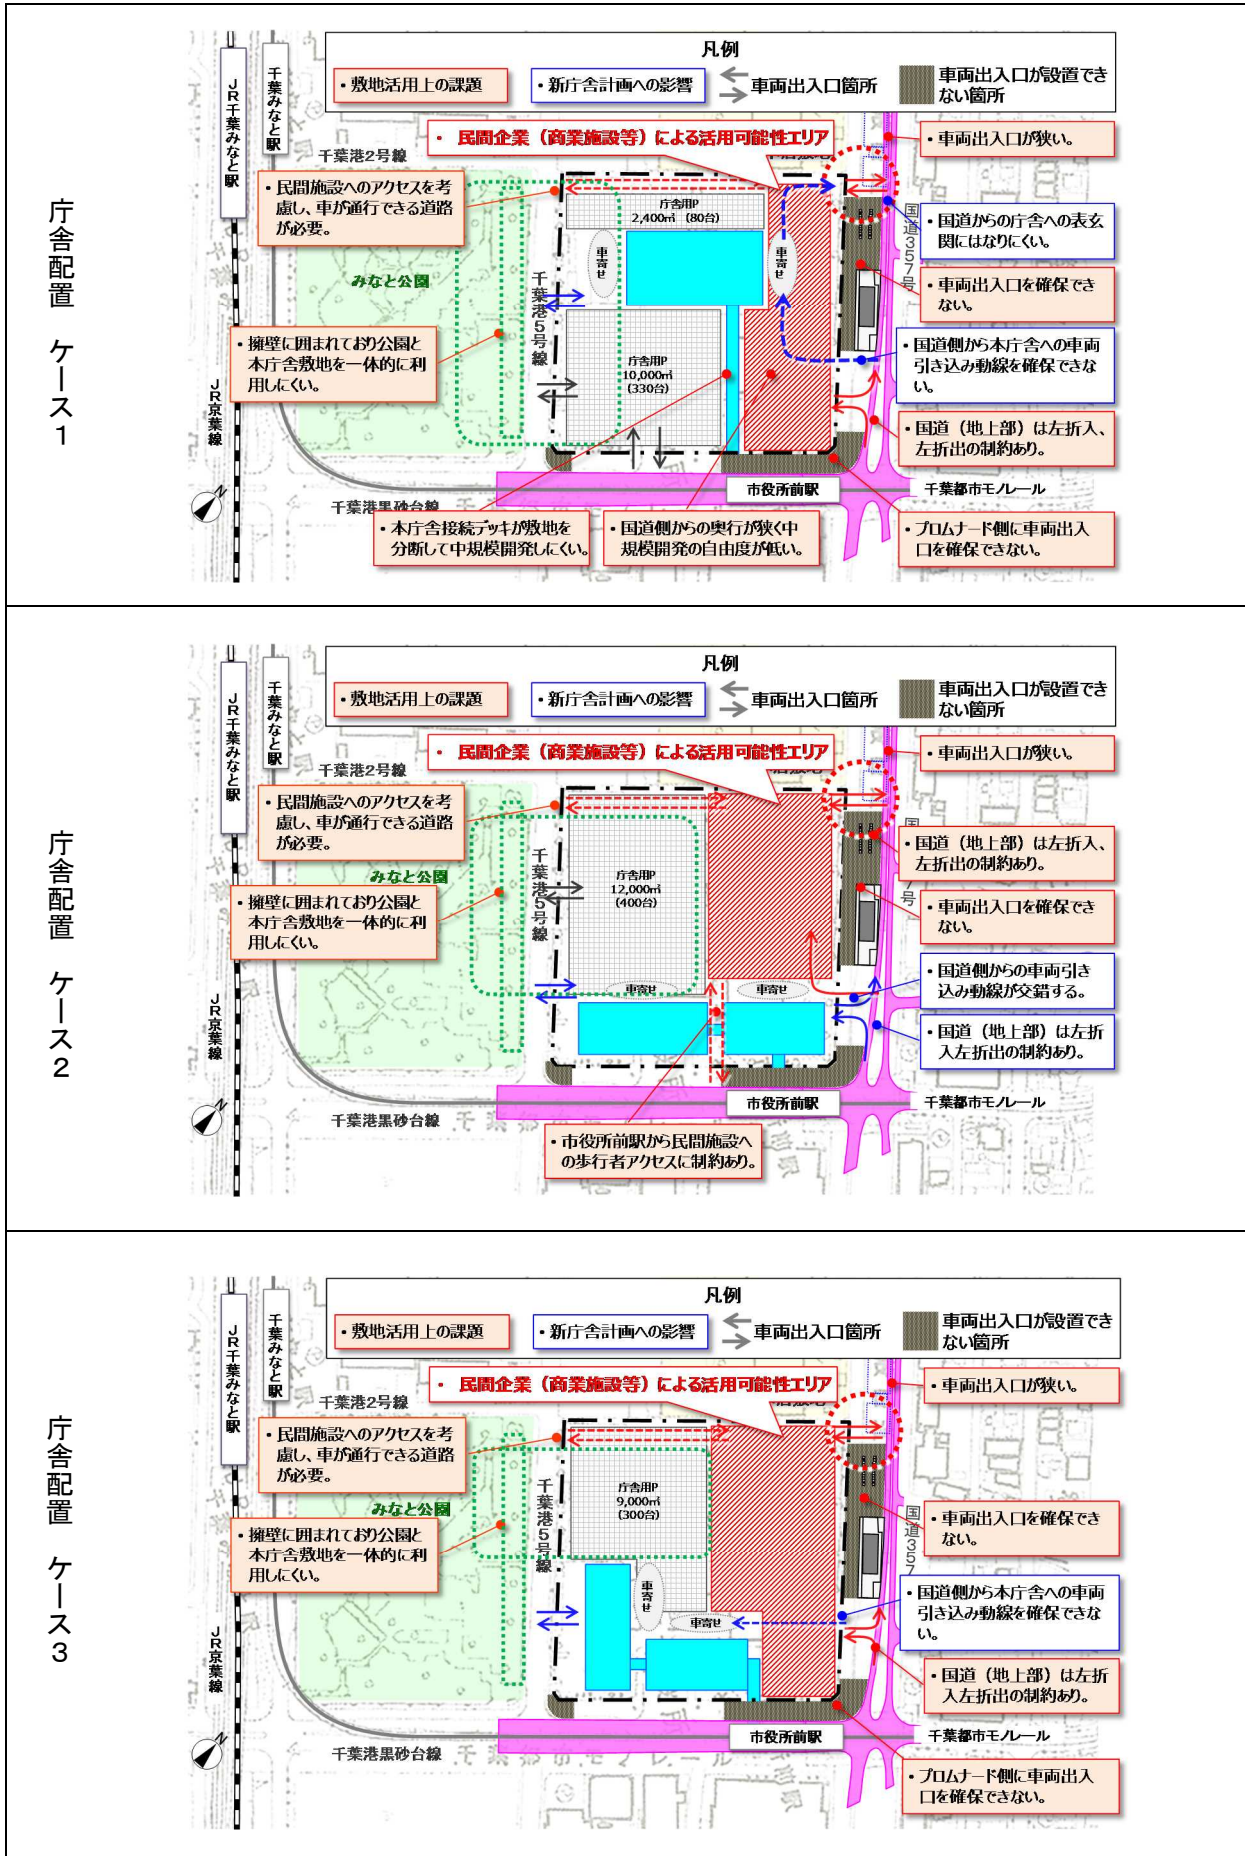 庁舎配置 ケース1
凡例
・敷地活用上の課題
・新庁舎計画への影響
車両出入口箇所
車両出入口が設置でき
ない箇所
JR千葉みなと駅
千葉みなと駅
千葉港2号線
・民間企業（商業施設等）による活用可能性エリア
・車両出入口が狭い。
・民間施設へのアクセスを考
慮し、車が通行できる道路
が必要。
庁舎用P
2,400㎡（80台）
車寄せ
車寄せ
国道357号
・国道からの庁舎への表玄
関にはなりにくい。
みなと公園
千葉港5号線
・車両出入口を確保でき
ない。
・擁壁に囲まれており公園と
本庁舎敷地を一体的に利
用しにくい。
庁舎用P
10,000㎡
(330台)
・国道側から本庁舎への車両
引き込み動線を確保できな
い。
JR京葉線
・国道（地上部）は左折入、
左折出の制約あり。
市役所前駅
千葉都市モノレール
千葉港黒砂台線
・本庁舎接続デッキが敷地を
分断して中規模開発しにくい。
・国道側からの奥行が狭く中
規模開発の自由度が低い。
・プロムナード側に車両出入
口を確保できない。
庁舎配置 ケース2
凡例
・敷地活用上の課題
・新庁舎計画への影響
車両出入口箇所
車両出入口が設置でき
ない箇所
JR千葉みなと駅
千葉みなと駅
千葉港2号線
・民間企業（商業施設等）による活用可能性エリア
・車両出入口が狭い。
・民間施設へのアクセスを考
慮し、車が通行できる道路
が必要。
・国道（地上部）は左折入、
左折出の制約あり。
みなと公園
千葉港5号線
庁舎用P
12,000㎡
(400台)
・擁壁に囲まれており公園と
本庁舎敷地を一体的に利
用しにくい。
・車両出入口を確保でき
ない。
車寄せ
車寄せ
・国道側からの車両引き
込み動線が交錯する。
・国道（地上部）は左折
入左折出の制約あり。
JR京葉線
市役所前駅
千葉都市モノレール
千葉港黒砂台線
・市役所前駅から民間施設へ
の歩行者アクセスに制約あり。
庁舎配置 ケース3
凡例
・敷地活用上の課題
・新庁舎計画への影響
車両出入口箇所
車両出入口が設置でき
ない箇所
JR千葉みなと駅
千葉みなと駅
千葉港2号線
・民間企業（商業施設等）による活用可能性エリア
・車両出入口が狭い。
・民間施設へのアクセスを考
慮し、車が通行できる道路
が必要。
みなと公園
千葉港5号線
庁舎用P
9,000㎡
(300台)
国道357
・車両出入口を確保でき
ない。
・擁壁に囲まれており公園と
本庁舎敷地を一体的に利
用しにくい。
車寄せ
車寄せ
・国道側から本庁舎への車両
引き込み動線を確保できな
い。
JR京葉線
・国道（地上部）は左折
入左折出の制約あり。
市役所前駅
千葉都市モノレール
千葉港黒砂台線
・プロムナード側に車両出入
口を確保できない。